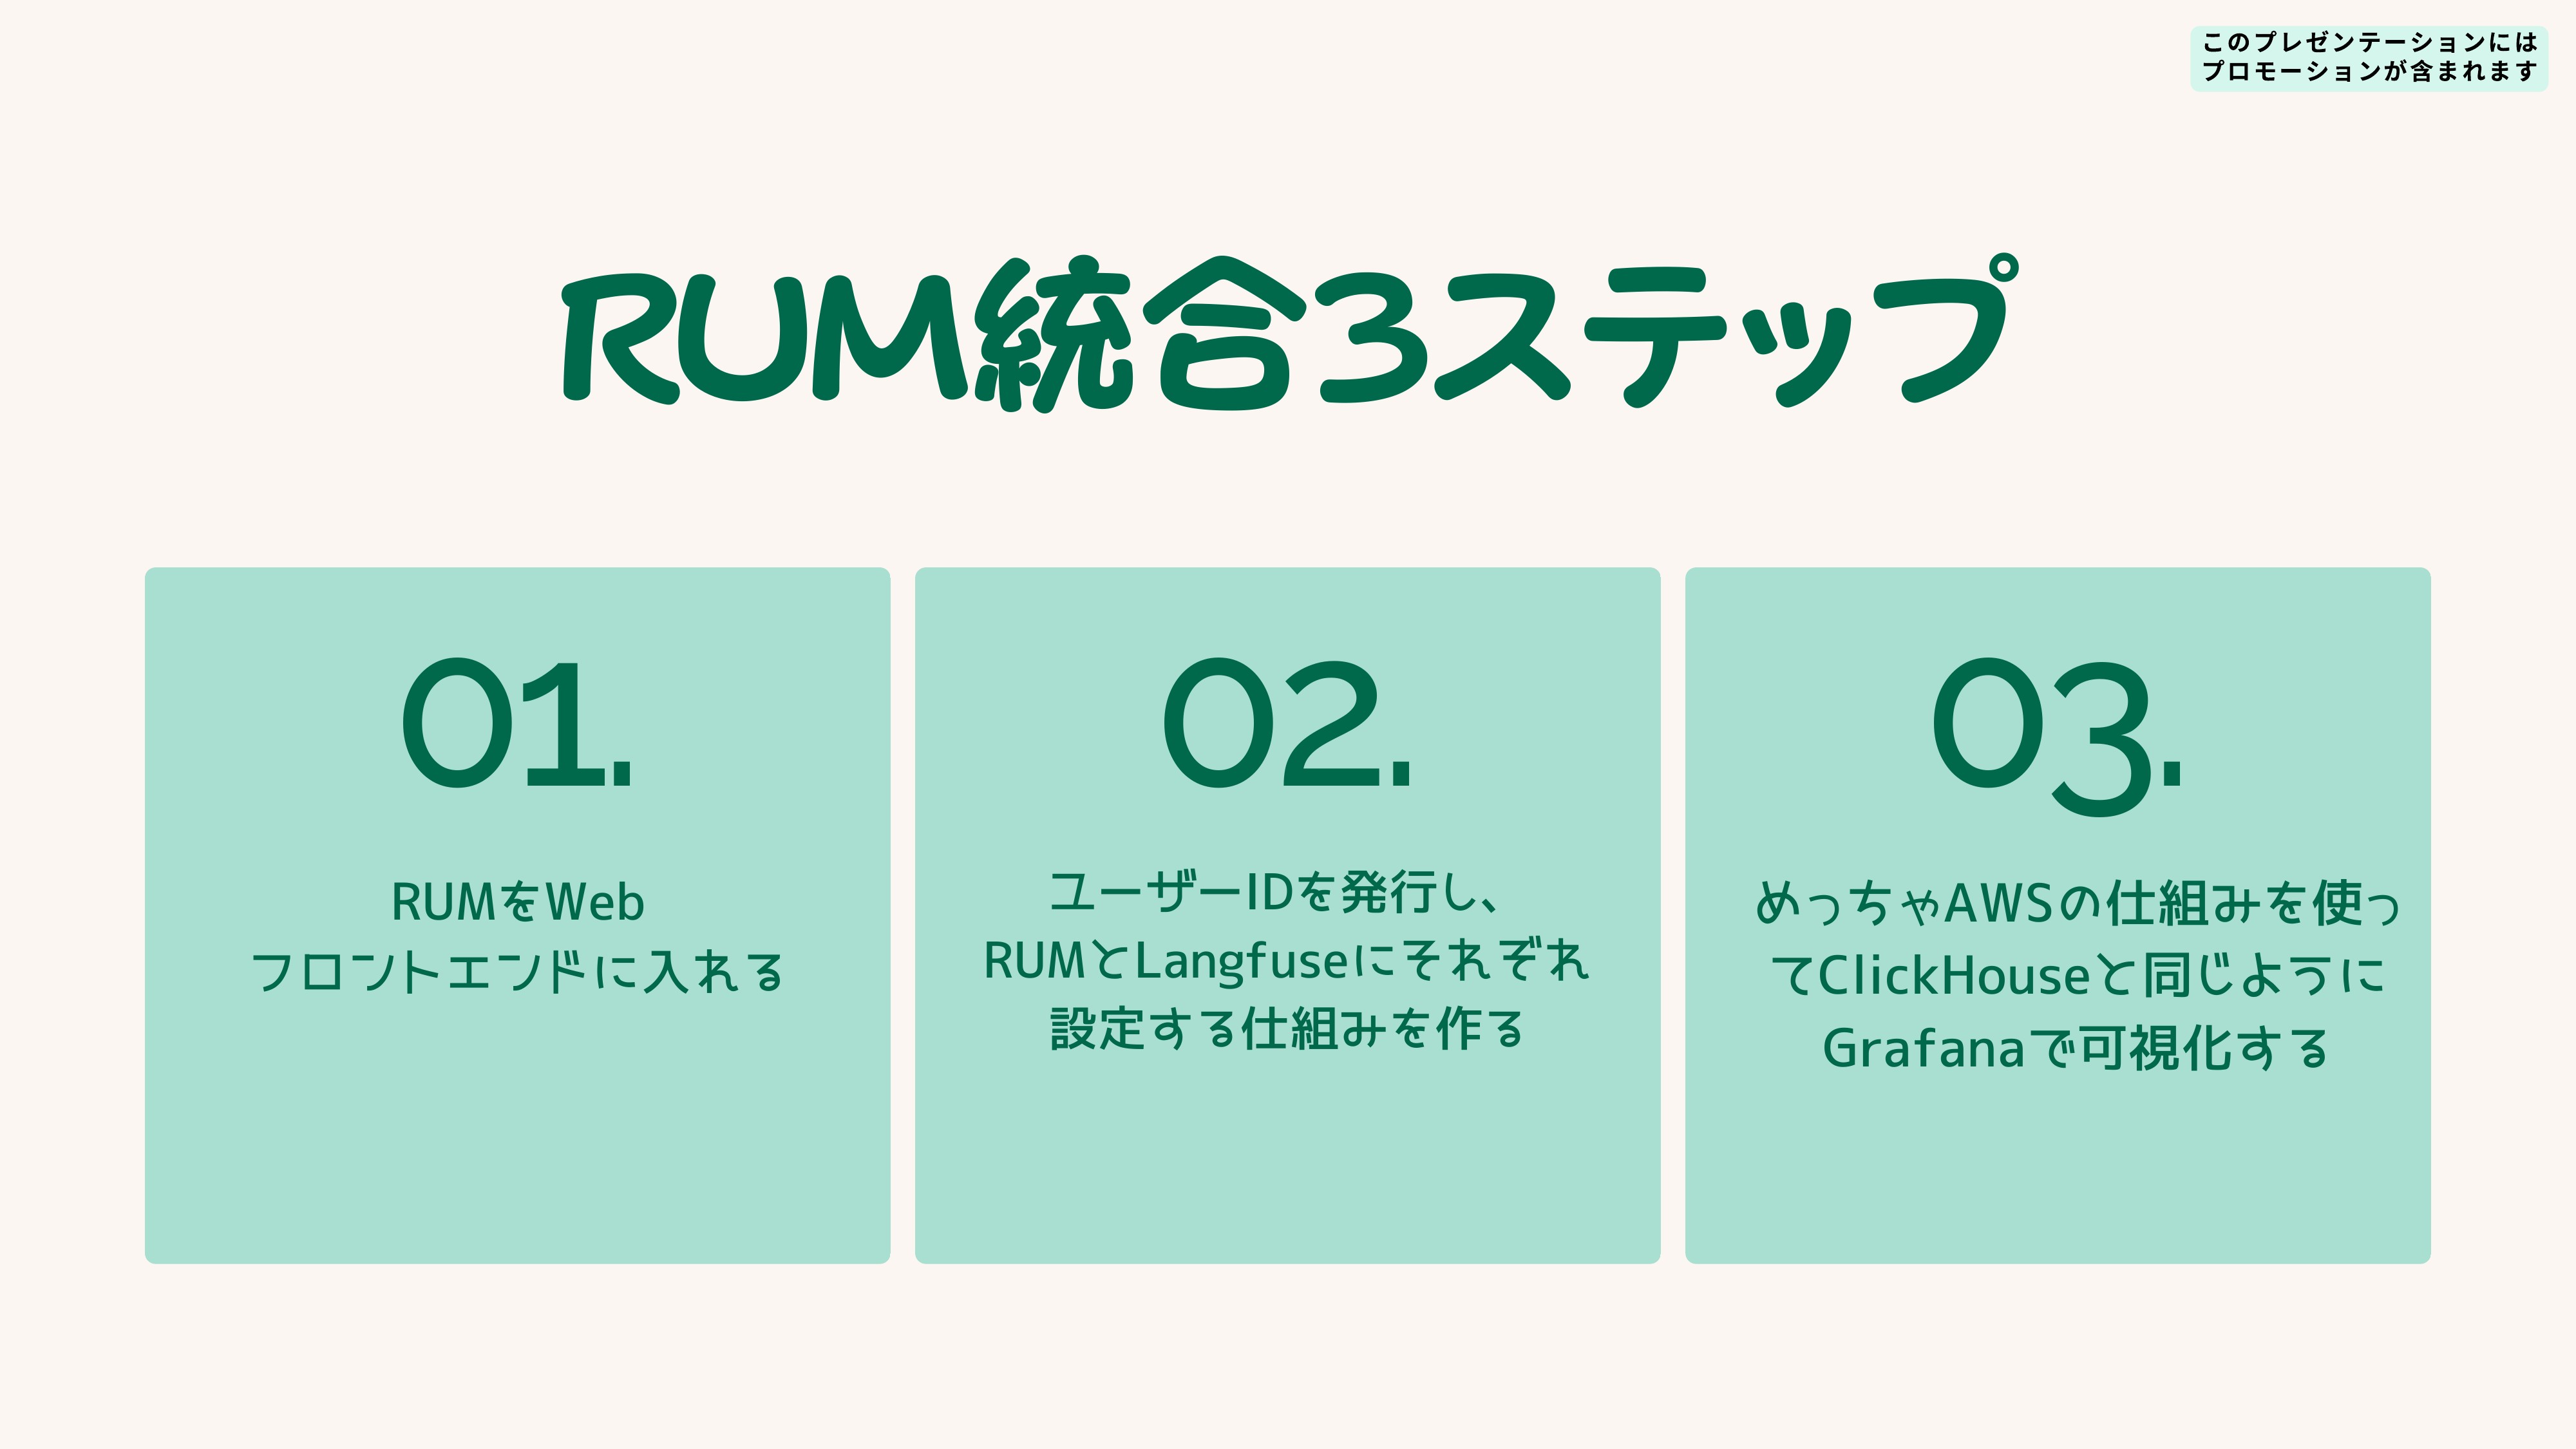 このプレゼンテーションには
プロモーションが含まれます
RUM統合3ステップ
01.
RUMをWeb
フロントエンドに入れる
02.
ユーザーIDを発行し、
RUMとLangfuseにそれぞれ
設定する仕組みを作る
03.
めっちゃAWSの仕組みを使っ
てClickHouseと同じように
Grafanaで可視化する